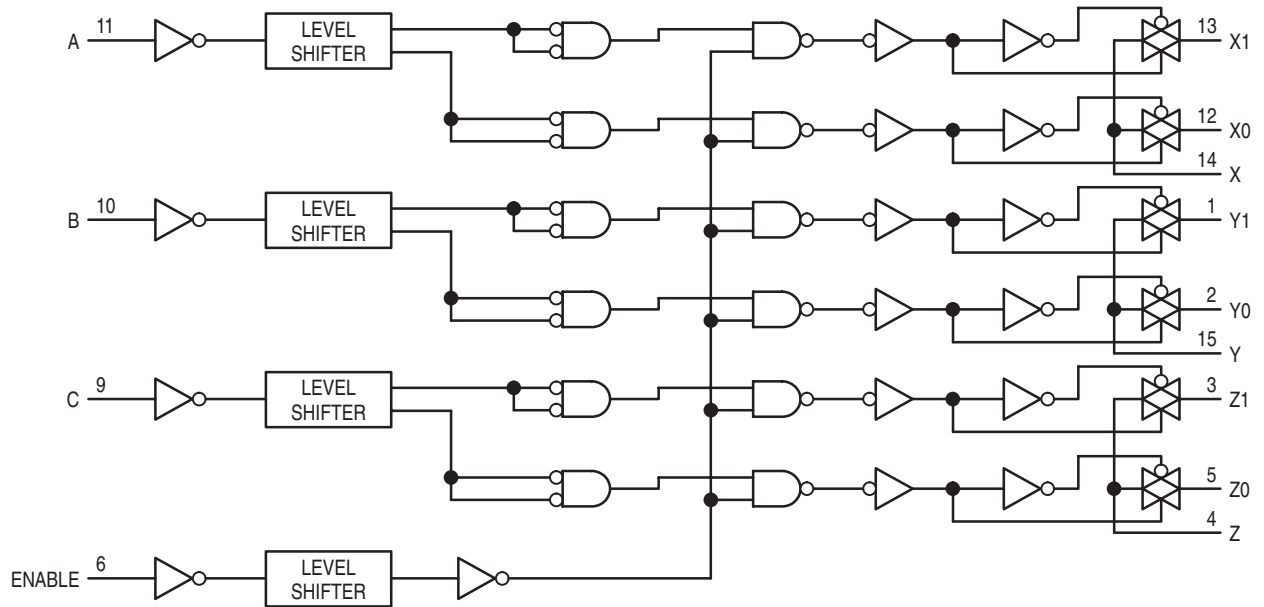 A 11 LEVEL SHIFTER 13 X1
12 X0
14 X
B 10 LEVEL SHIFTER 1 Y1
2 Y0
15 Y
C 9 LEVEL SHIFTER 3 Z1
5 Z0
4 Z
ENABLE 6 LEVEL SHIFTER